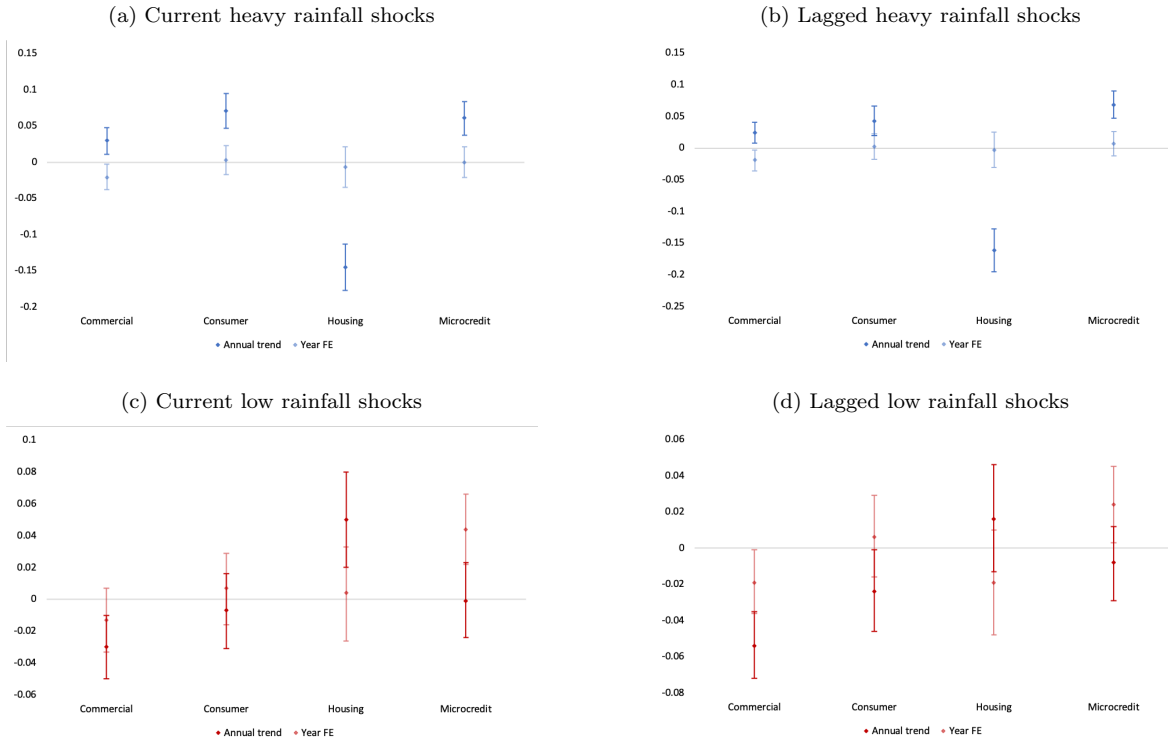 (a) Current heavy rainfall shocks
0.15
0.1
0.05
0
-0.05
-0.1
-0.15
-0.2
Commercial Consumer Housing Microcredit
Annual trend Year FE
(b) Lagged heavy rainfall shocks
0.15
0.1
0.05
0
-0.05
-0.1
-0.15
-0.2
-0.25
Commercial Consumer Housing Microcredit
Annual trend Year FE
(c) Current low rainfall shocks
0.1
0.08
0.06
0.04
0.02
0
-0.02
-0.04
-0.06
Commercial Consumer Housing Microcredit
Annual trend Year FE
(d) Lagged low rainfall shocks
0.06
0.04
0.02
0
-0.02
-0.04
-0.06
-0.08
Commercial Consumer Housing Microcredit
Annual trend Year FE